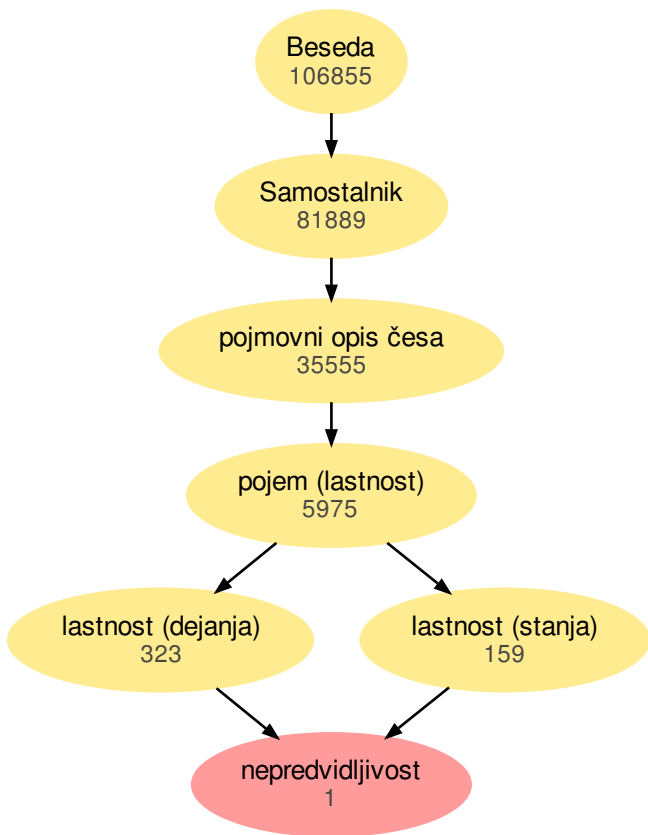 Beseda
106855
Samostalnik
81889
pojmovni opis česa
35555
pojem (lastnost)
5975
lastnost (dejanja)
323
lastnost (stanja)
159
nepredvidljivost
1